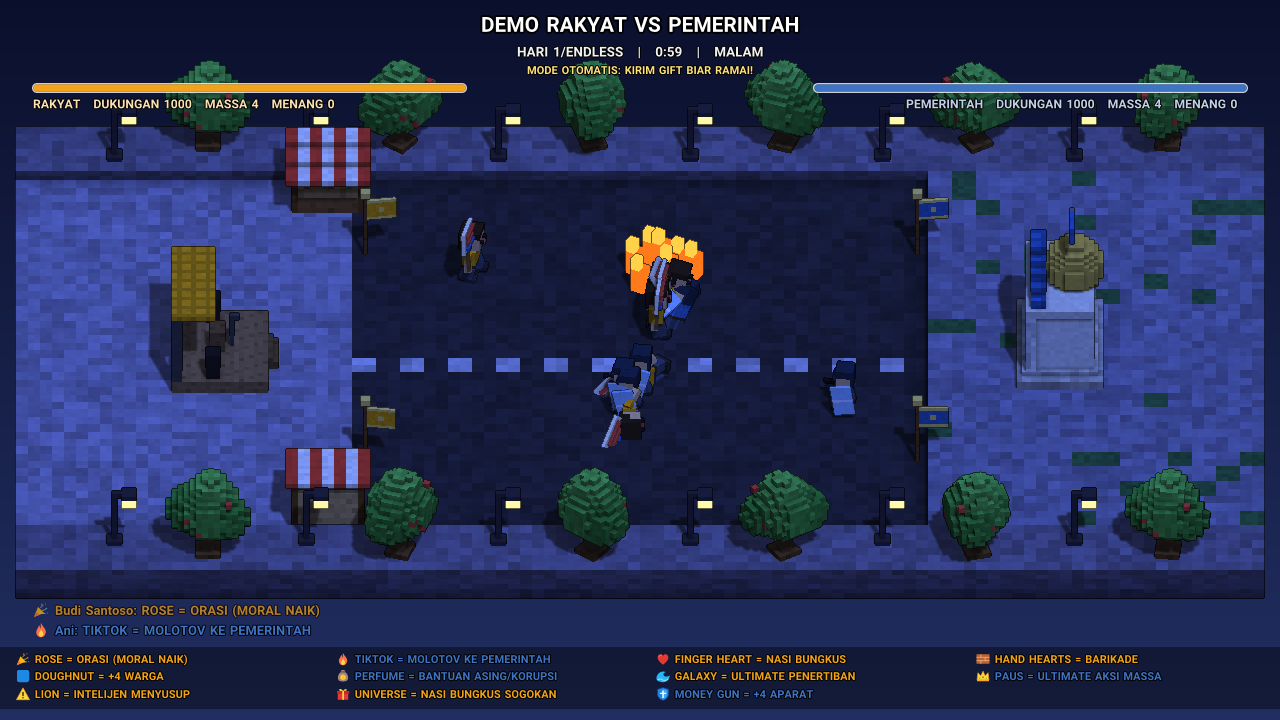 DEMO RAKYAT VS PEMERINTAH
HARI 1/ENDLESS | 0:59 | MALAM
MODE OTOMATIS: KIRIM GIFT BIAR RAMAI!
RAKYAT DUKUNGAN 1000 MASSA 4 MENANG 0
PEMERINTAH DUKUNGAN 1000 MASSA 4 MENANG 0
Budi Santoso: ROSE = ORASI (MORAL NAIK)
Ani: TIKTOK = MOLOTOV KE PEMERINTAH
ROSE = ORASI (MORAL NAIK)
TIKTOK = MOLOTOV KE PEMERINTAH
FINGER HEART = NASI BUNGKUS
HAND HEARTS = BARIKADE
DOUGHNUT = +4 WARGA
PERFUME = BANTUAN ASING/KORUPSI
GALAXY = ULTIMATE PENERTIBAN
PAUS = ULTIMATE AKSI MASSA
LION = INTELIJEN MENYUSUP
UNIVERSE = NASI BUNGKUS SOGOKAN
MONEY GUN = +4 APARAT